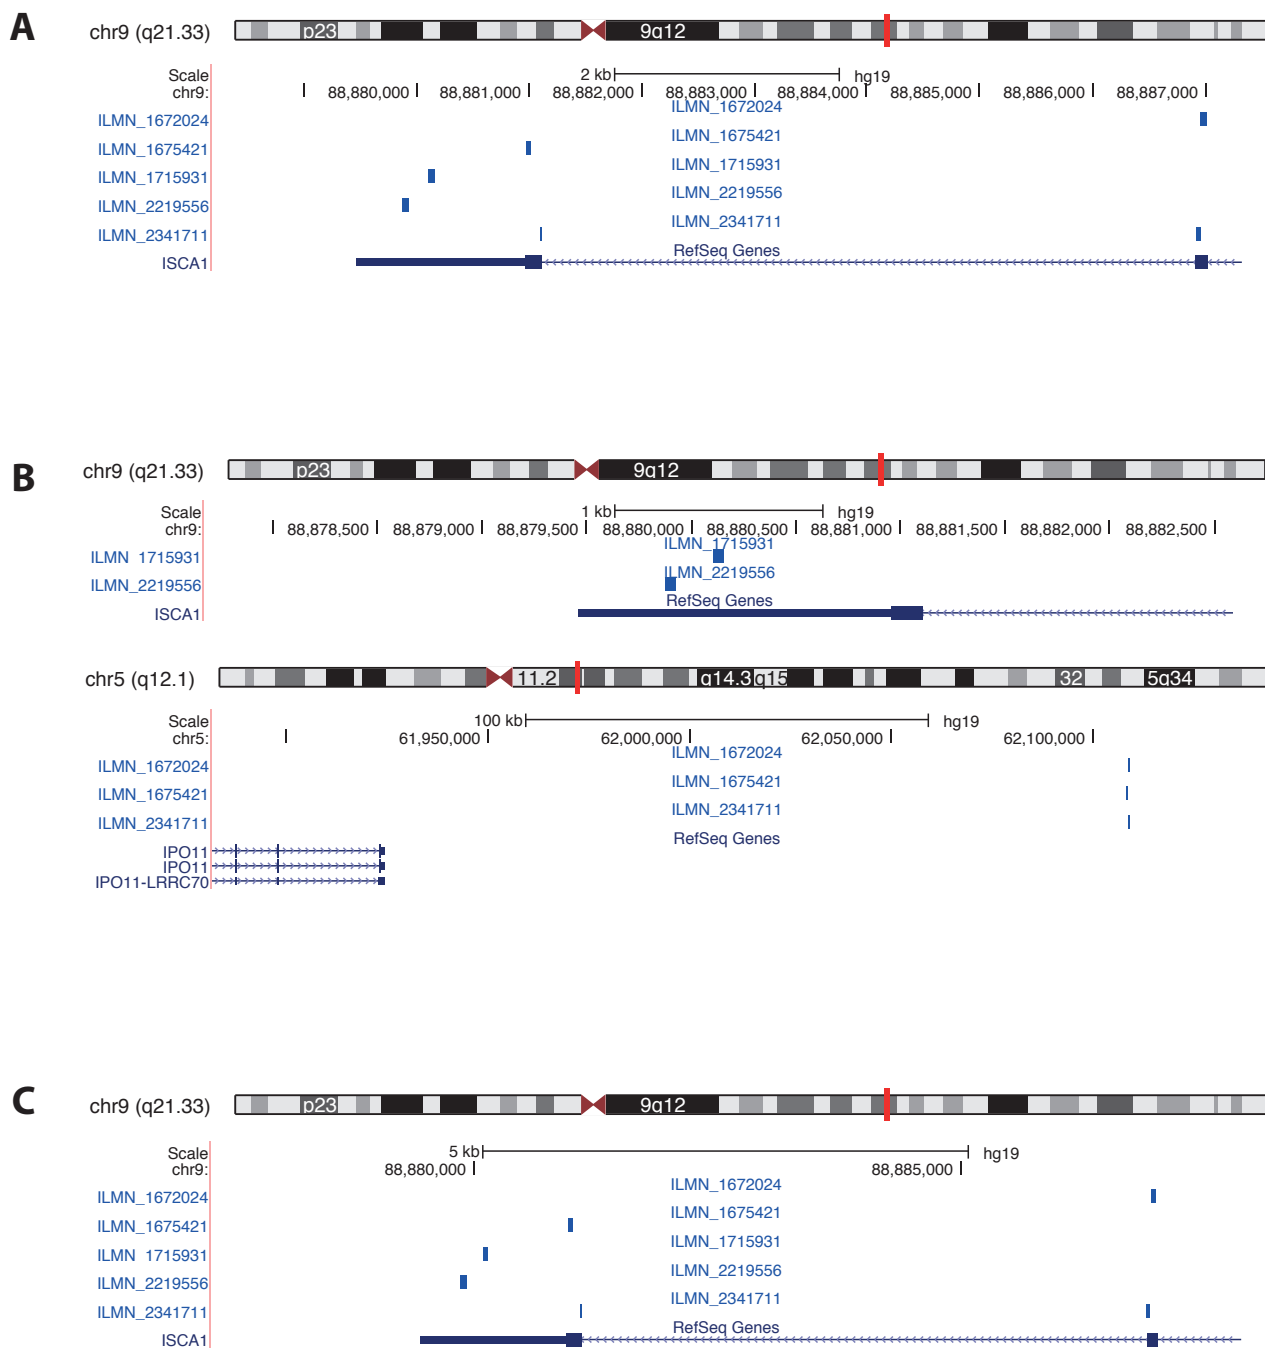 A
chr9 (q21.33) p23 9q12
Scale 2 kb hg19
chr9: 88,880,000 88,881,000 88,882,000 88,883,000 88,884,000 88,885,000 88,886,000 88,887,000
ILMN_1672024
ILMN_1672024
ILMN_1675421
ILMN_1675421
ILMN_1715931
ILMN_1715931
ILMN_2219556
ILMN_2219556
ILMN_2341711
ILMN_2341711
RefSeq Genes
ISCA1
B
chr9 (q21.33) p23 9q12
Scale 1 kb hg19
chr9: 88,878,500 88,879,000 88,879,500 88,880,000 88,880,500 88,881,000 88,881,500 88,882,000 88,882,500
ILMN_1715931
ILMN 1715931
ILMN_2219556
ILMN_2219556
RefSeq Genes
ISCA1
chr5 (q12.1) 11.2 q14.3 q15 32 5q34
Scale 100 kb hg19
chr5: 61,950,000 62,000,000 62,050,000 62,100,000
ILMN_1672024
ILMN_1672024
ILMN_1675421
ILMN_1675421
ILMN_2341711
ILMN_2341711
RefSeq Genes
IPO11
IPO11
IPO11-LRRC70
C
chr9 (q21.33) p23 9q12
Scale 5 kb hg19
chr9: 88,880,000 88,885,000
ILMN_1672024
ILMN_1672024
ILMN_1675421
ILMN_1675421
ILMN_1715931
ILMN 1715931
ILMN_2219556
ILMN_2219556
ILMN_2341711
ILMN_2341711
RefSeq Genes
ISCA1